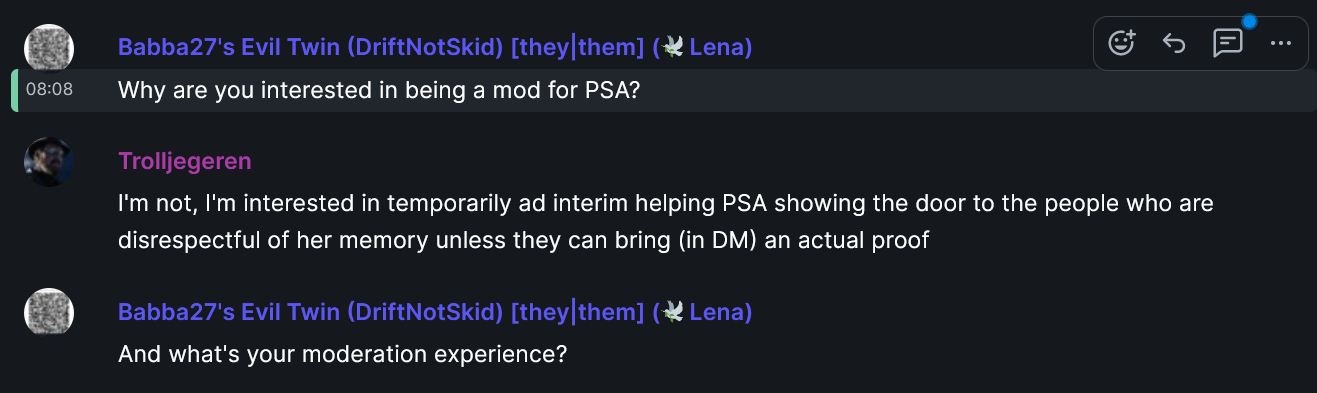 Babba27's Evil Twin (DriftNotSkid) [they|them] (🕊️ Lena)
08:08 Why are you interested in being a mod for PSA?
Trolljegeren
I'm not, I'm interested in temporarily ad interim helping PSA showing the door to the people who are
disrespectful of her memory unless they can bring (in DM) an actual proof
Babba27's Evil Twin (DriftNotSkid) [they|them] (🕊️ Lena)
And what's your moderation experience?